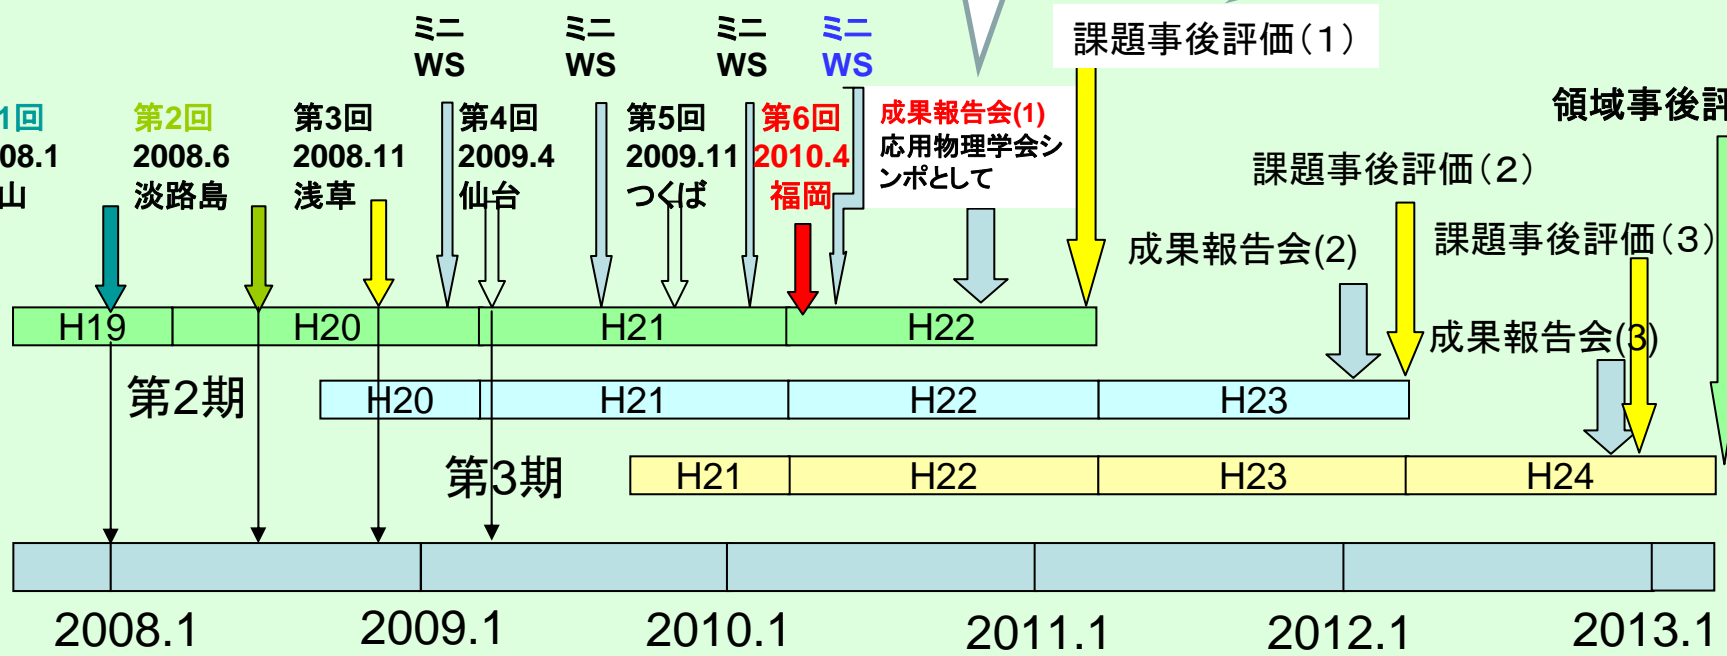 ミニ
WS
ミニ
WS
ミニ
WS
ミニ
WS
課題事後評価（１）
1回
08.1
山
第2回
2008.6
淡路島
第3回
2008.11
浅草
第4回
2009.4
仙台
第5回
2009.11
つくば
第6回
2010.4
福岡
成果報告会(1)
応用物理学会シ
ンポとして
領域事後評
課題事後評価（２）
成果報告会(2)
課題事後評価（３）
成果報告会(3)
H19
H20
H21
H22
第2期
H20
H21
H22
H23
第3期
H21
H22
H23
H24
2008.1
2009.1
2010.1
2011.1
2012.1
2013.1